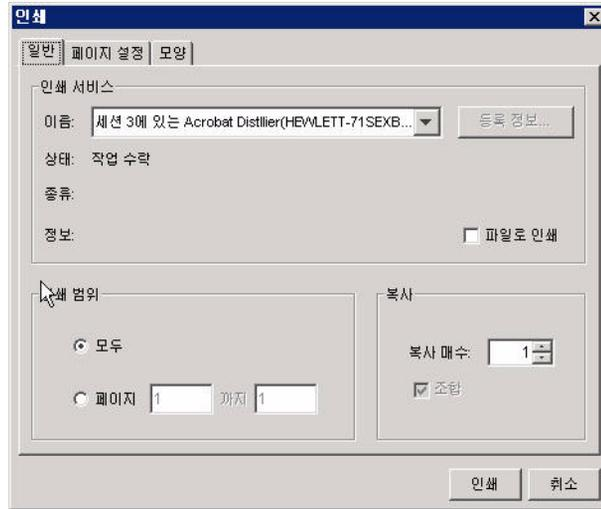 인쇄
일반 페이지 설정 모양
인쇄 서비스
이름: 세션 3에 있는 Acrobat Distllier(HEWLETT-71SEXB... 등록 정보...
상태: 작업 수락
종류:
정보: 파일로 인쇄
쇄 범위 복사
모두 복사 매수: 1
조합
페이지 1 까지 1
인쇄 취소